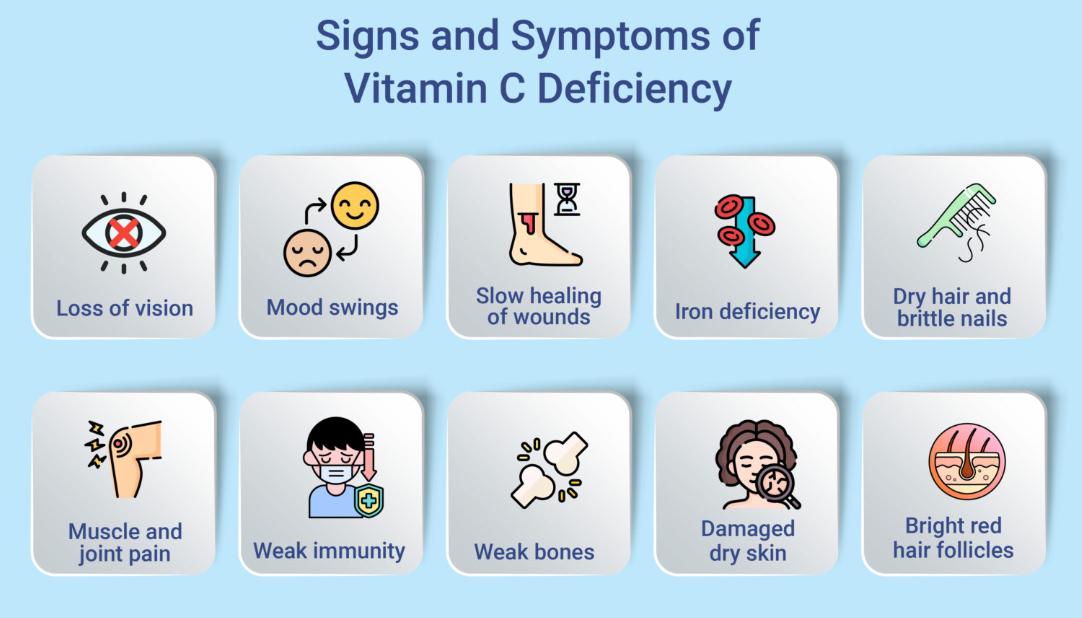 Signs and Symptoms of
Vitamin C Deficiency
Loss of vision
Mood swings
Slow healing
of wounds
Iron deficiency
Dry hair and
brittle nails
Muscle and
joint pain
Weak immunity
Weak bones
Damaged
dry skin
Bright red
hair follicles